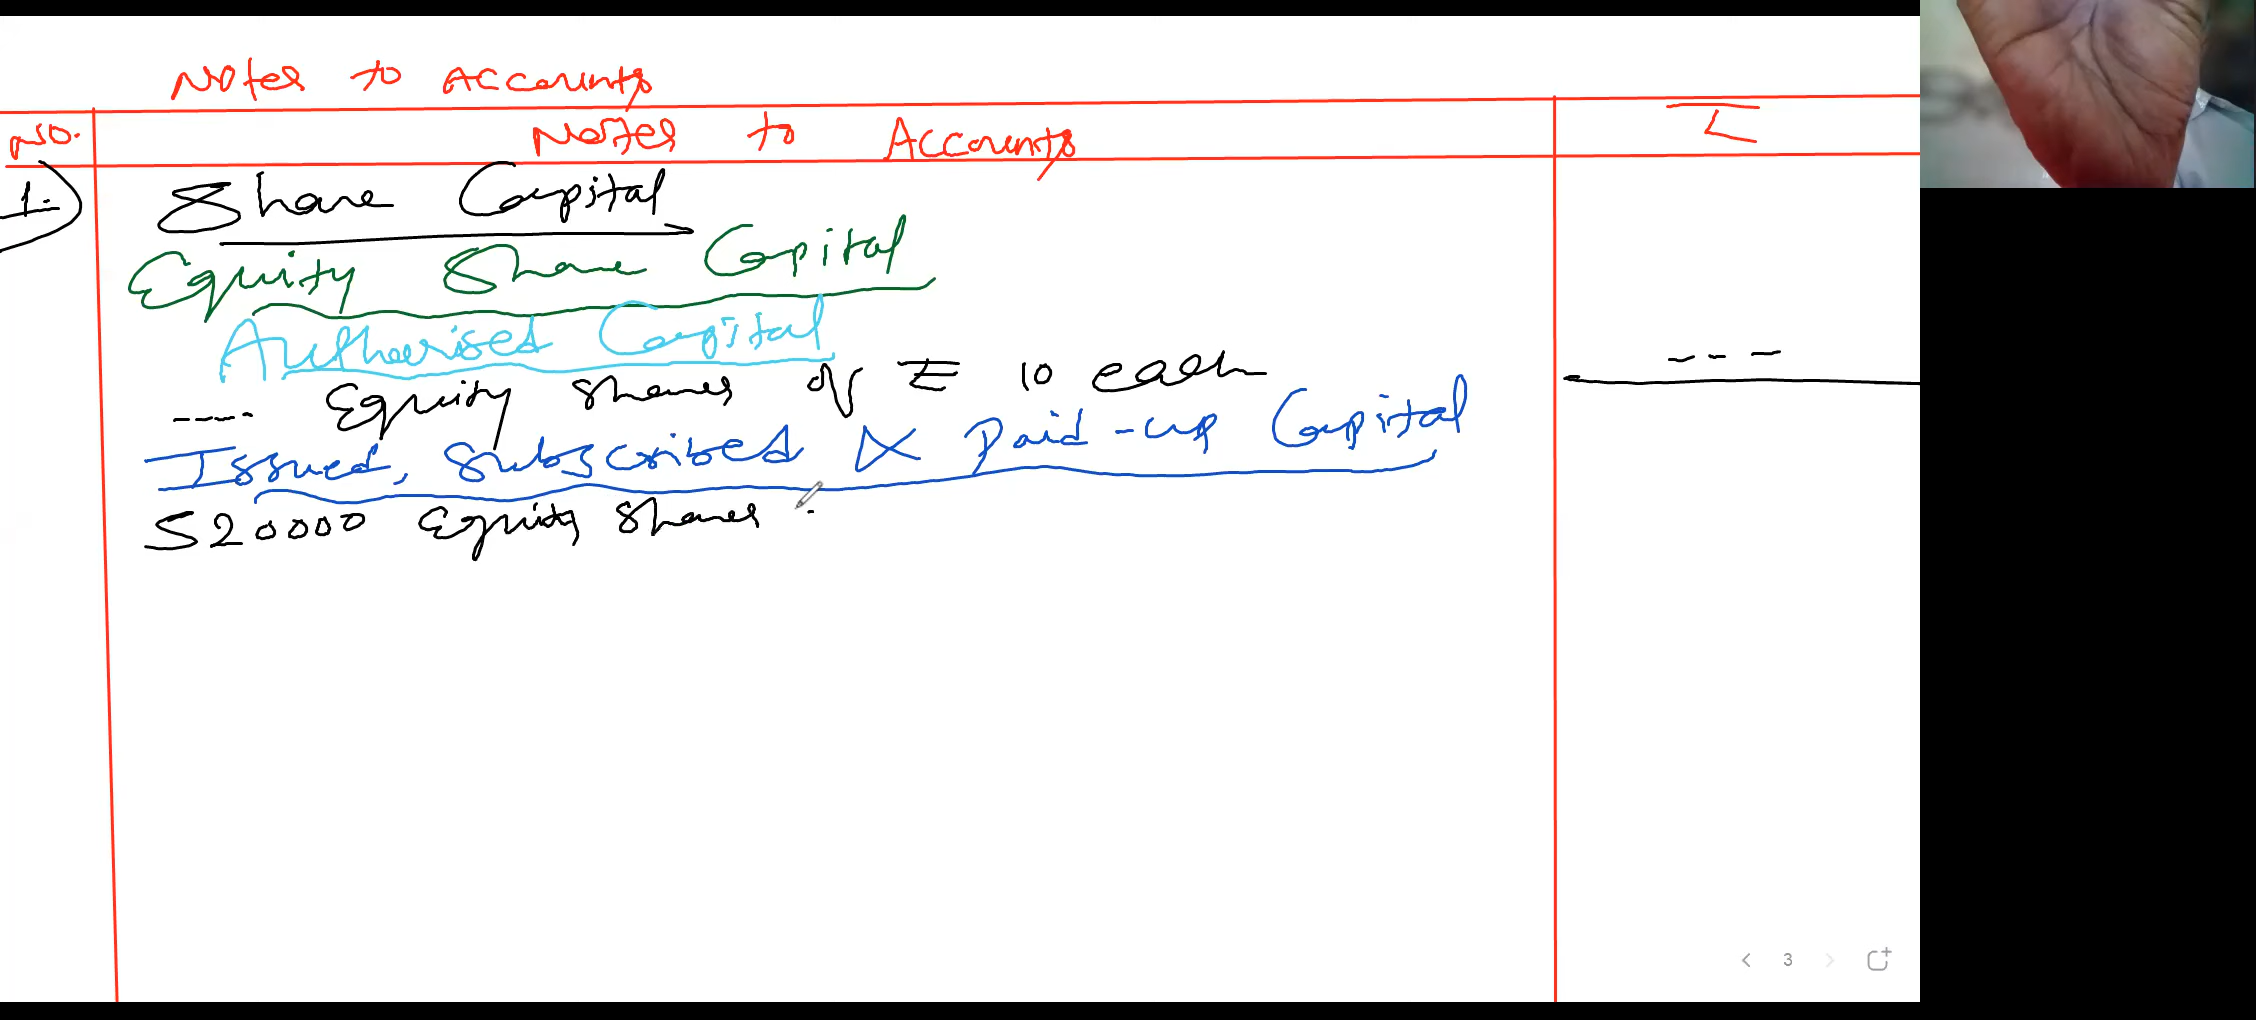 Notes to Accounts
No. Notes to Accounts ₹
1. Share Capital
Equity Share Capital
Authorised Capital
---- Equity shares of ₹ 10 each ---
Issued, Subscribed & Paid-up Capital
520000 Equity Shares
3